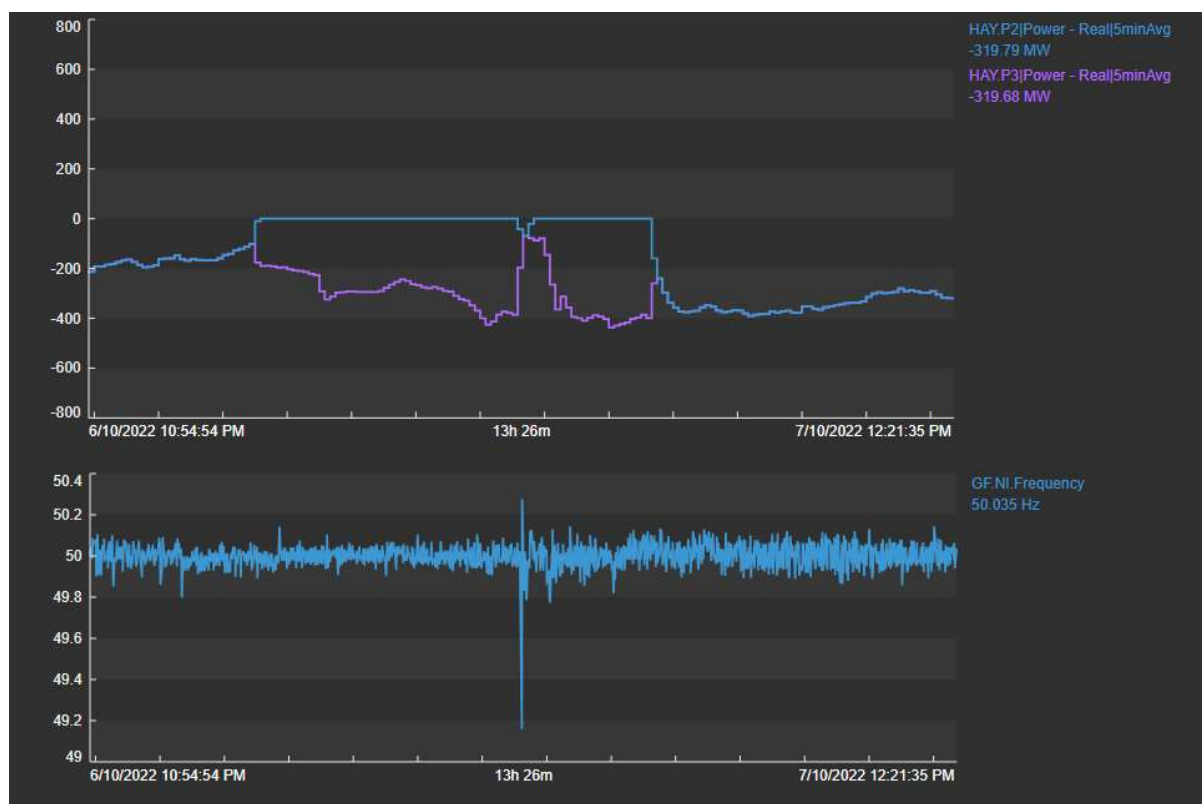 800
600
400
200
0
-200
-400
-600
-800
6/10/2022 10:54:54 PM
13h 26m
7/10/2022 12:21:35 PM
HAY.P2|Power - Real|5minAvg
-319.79 MW
HAY.P3|Power - Real|5minAvg
-319.68 MW
50.4
50.2
50
49.8
49.6
49.4
49.2
49
6/10/2022 10:54:54 PM
13h 26m
7/10/2022 12:21:35 PM
GF.NI.Frequency
50.035 Hz